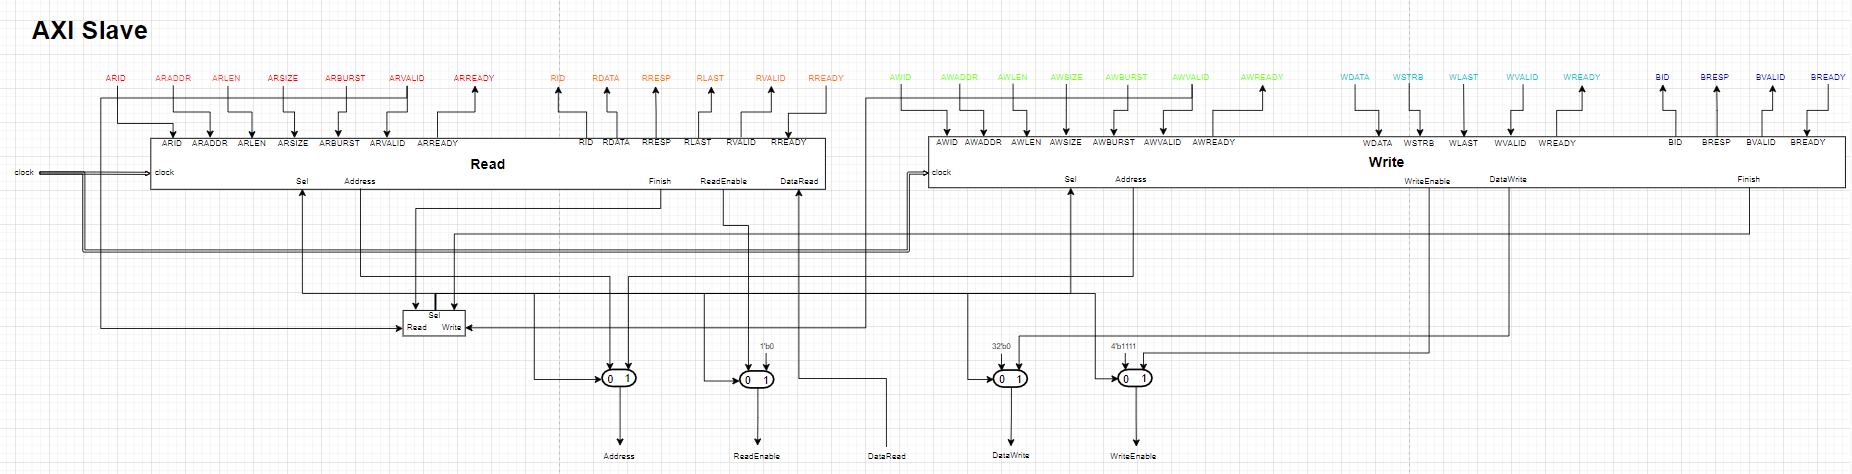 AXI Slave
ARID ARADDR ARLEN ARSIZE ARBURST ARVALID ARREADY RID RDATA RRESP RLAST RVALID RREADY AWID AWADDR AWLEN AWSIZE AWBURST AWVALID AWREADY WDATA WSTRB WLAST WVALID WREADY BID BRESP BVALID BREADY
ARID ARADDR ARLEN ARSIZE ARBURST ARVALID ARREADY RID RDATA RRESP RLAST RVALID RREADY AWID AWADDR AWLEN AWSIZE AWBURST AWVALID AWREADY WDATA WSTRB WLAST WVALID WREADY BID BRESP BVALID BREADY
Read Write
clock clock clock
Sel Address Finish ReadEnable DataRead Sel Address WriteEnable DataWrite Finish
Sel
Read Write
1'b0 32'b0 4'b1111
0 1 0 1 0 1 0 1
Address ReadEnable DataRead DataWrite WriteEnable